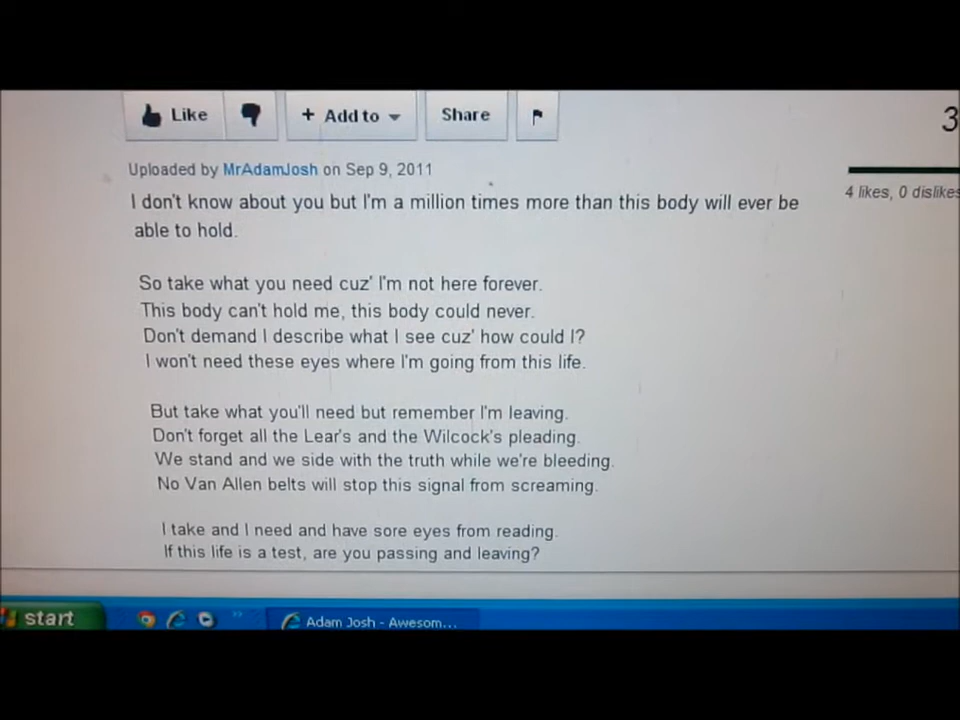 Like
+ Add to
Share
3
Uploaded by MrAdamJosh on Sep 9, 2011
4 likes, 0 dislikes
I don't know about you but I'm a million times more than this body will ever be
able to hold.
So take what you need cuz' I'm not here forever.
This body can't hold me, this body could never.
Don't demand I describe what I see cuz' how could I?
I won't need these eyes where I'm going from this life.
But take what you'll need but remember I'm leaving.
Don't forget all the Lear's and the Wilcock's pleading.
We stand and we side with the truth while we're bleeding.
No Van Allen belts will stop this signal from screaming.
I take and I need and have sore eyes from reading.
If this life is a test, are you passing and leaving?
start
Adam Josh - Awesom...